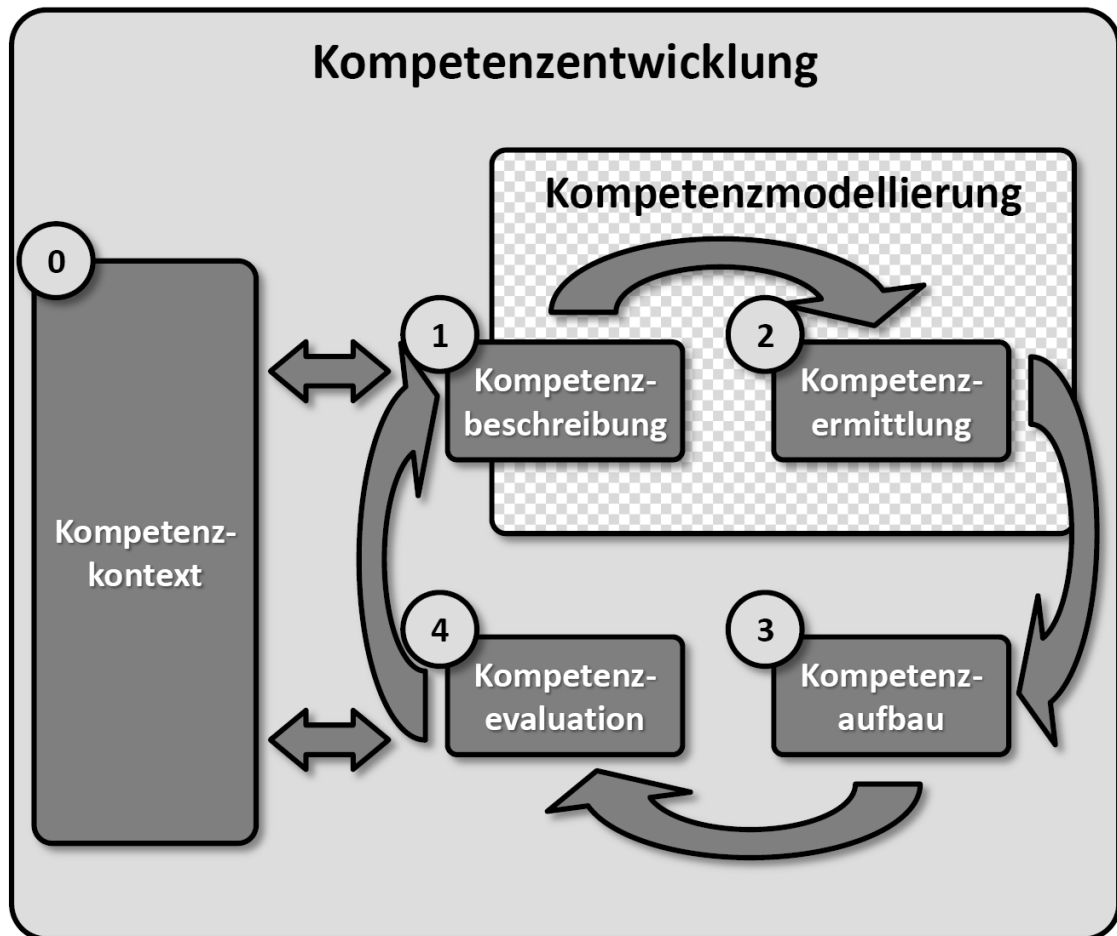 Kompetenzentwicklung
Kompetenzmodellierung
0
Kompetenz-
kontext
1
Kompetenz-
beschreibung
2
Kompetenz-
ermittlung
4
Kompetenz-
evaluation
3
Kompetenz-
aufbau